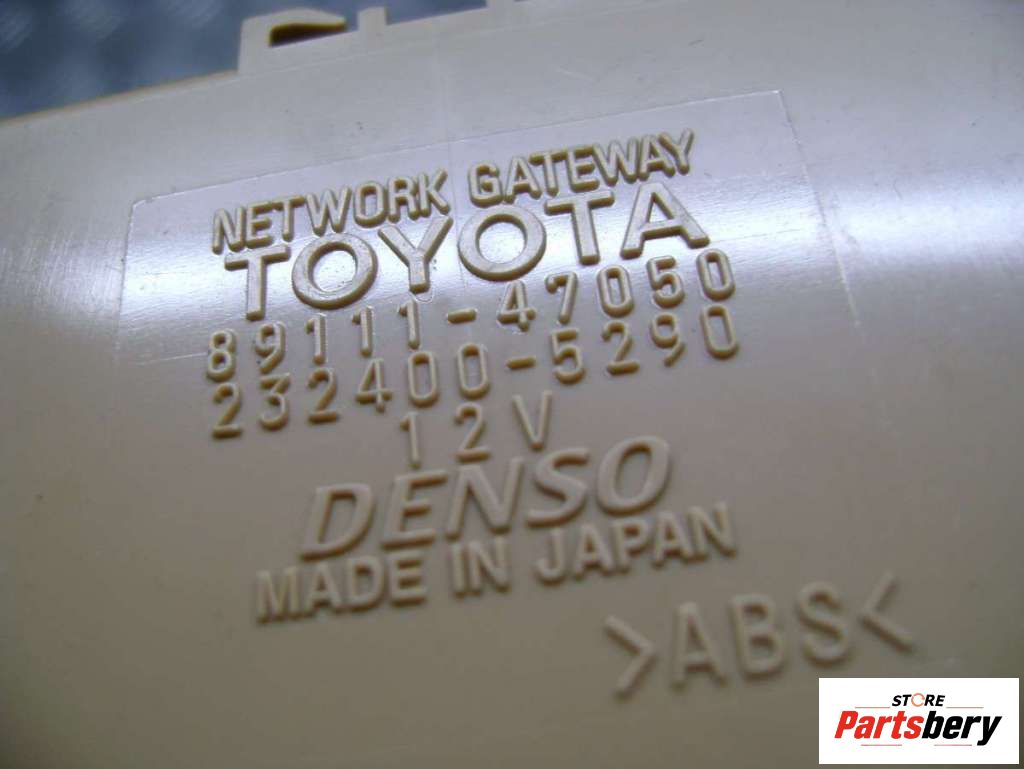 NETWORK GATEWAY
TOYOTA
89111-47050
232400-5290
12V
DENSO
MADE IN JAPAN
>ABS<
STORE
Partsbery